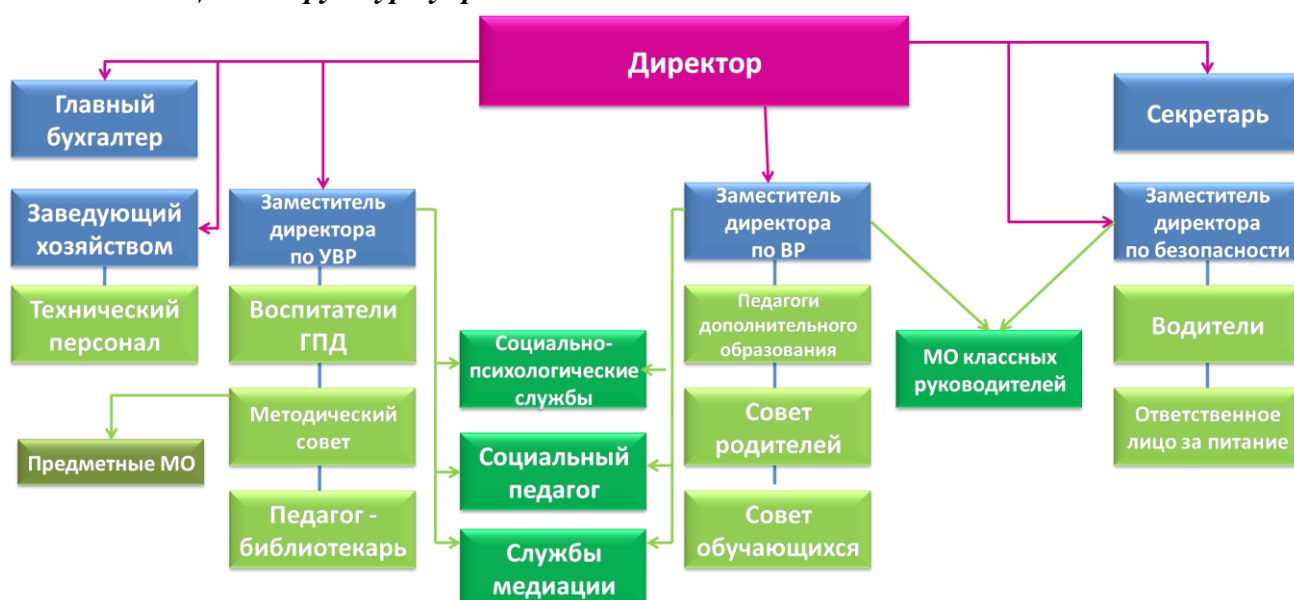 Директор
Главный
бухгалтер
Секретарь
Заведующий
хозяйством
Заместитель
директора
по УВР
Заместитель
директора
по ВР
Заместитель
директора
по безопасности
Технический
персонал
Воспитатели
ГПД
Педагоги
дополнительного
образования
Водители
Социально-
психологические
службы
МО классных
руководителей
Методический
совет
Совет
родителей
Ответственное
лицо за питание
Предметные МО
Социальный
педагог
Педагог -
библиотекарь
Совет
обучающихся
Службы
медиации